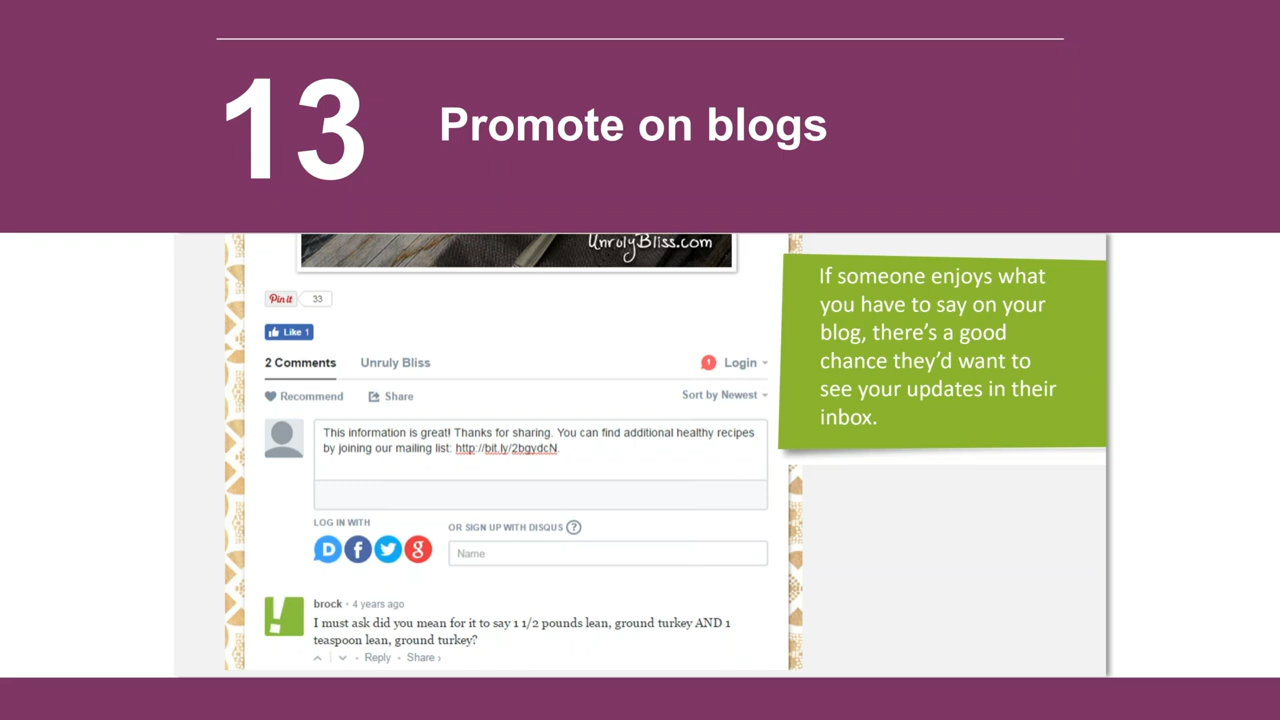 13
Promote on blogs
UnrulyBliss.com
Pin it 33
Like 1
2 Comments Unruly Bliss 1 Login
Recommend Share Sort by Newest
This information is great! Thanks for sharing. You can find additional healthy recipes
by joining our mailing list: http://bit.ly/2bgydcN.
LOG IN WITH
OR SIGN UP WITH DISQUS ?
D f g
Name
brock • 4 years ago
I must ask did you mean for it to say 1 1/2 pounds lean, ground turkey AND 1
teaspoon lean, ground turkey?
• Reply • Share ›
If someone enjoys what
you have to say on your
blog, there’s a good
chance they’d want to
see your updates in their
inbox.